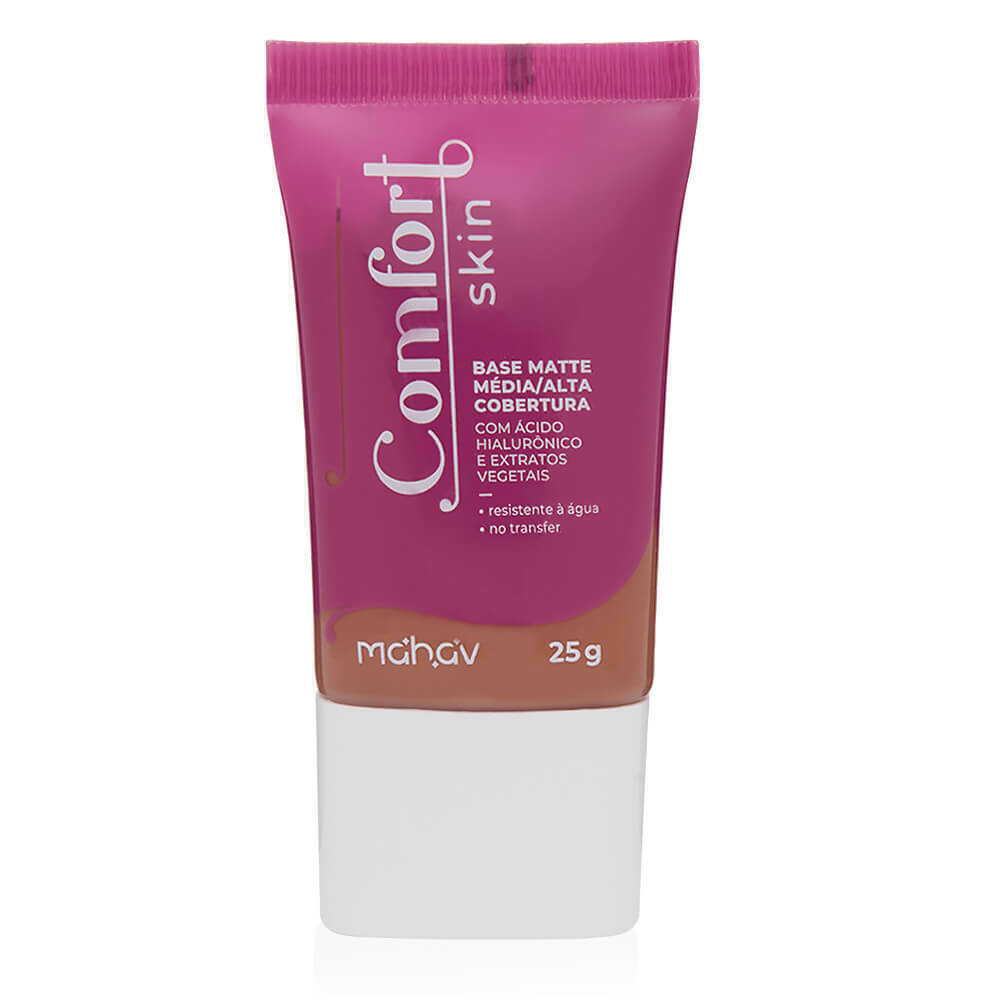 Comfort
skin
BASE MATTE
MÉDIA/ALTA
COBERTURA
COM ÁCIDO
HIALURÔNICO
E EXTRATOS
VEGETAIS
• resistente à água
• no transfer
mahav
25g